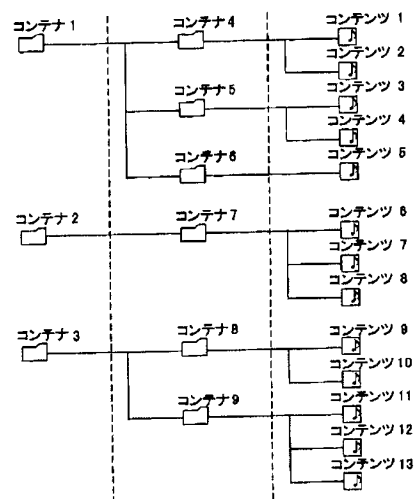 コンテナ 1
コンテナ 4
コンテンツ 1
コンテンツ 2
コンテナ 5
コンテンツ 3
コンテンツ 4
コンテナ 6
コンテンツ 5
コンテナ 2
コンテナ 7
コンテンツ 6
コンテンツ 7
コンテンツ 8
コンテナ 3
コンテナ 8
コンテンツ 9
コンテンツ 10
コンテナ 9
コンテンツ 11
コンテンツ 12
コンテンツ 13